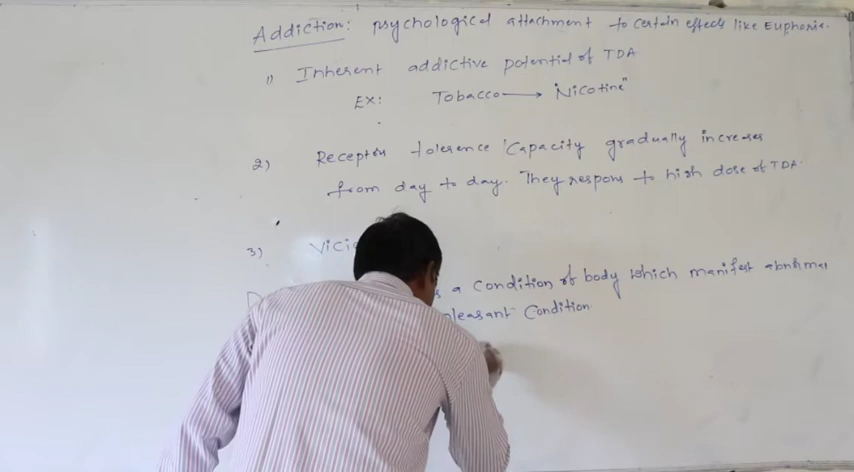 Addiction: psychological attachment to certain effects like Euphoria.
1) Inherent addictive potential of TDA
EX: Tobacco → Nicotine"
2) Receptor tolerence capacity gradually increases
from day to day. They respons to high dose of TDA.
3) Vici
s a condition of body which manifest abnormal
pleasant condition